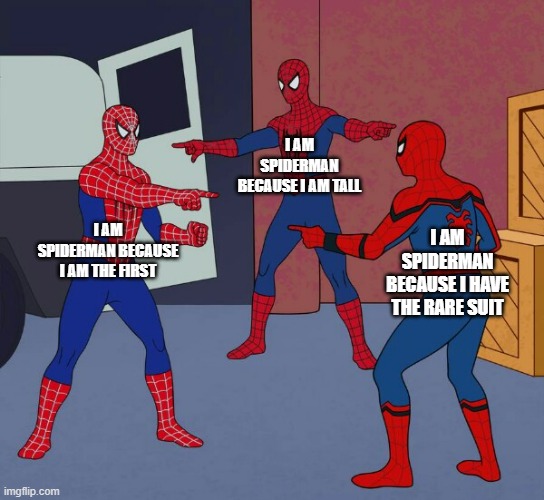 I AM
SPIDERMAN BECAUSE
I AM THE FIRST
I AM
SPIDERMAN
BECAUSE I AM TALL
I AM
SPIDERMAN
BECAUSE I HAVE
THE RARE SUIT
imgflip.com